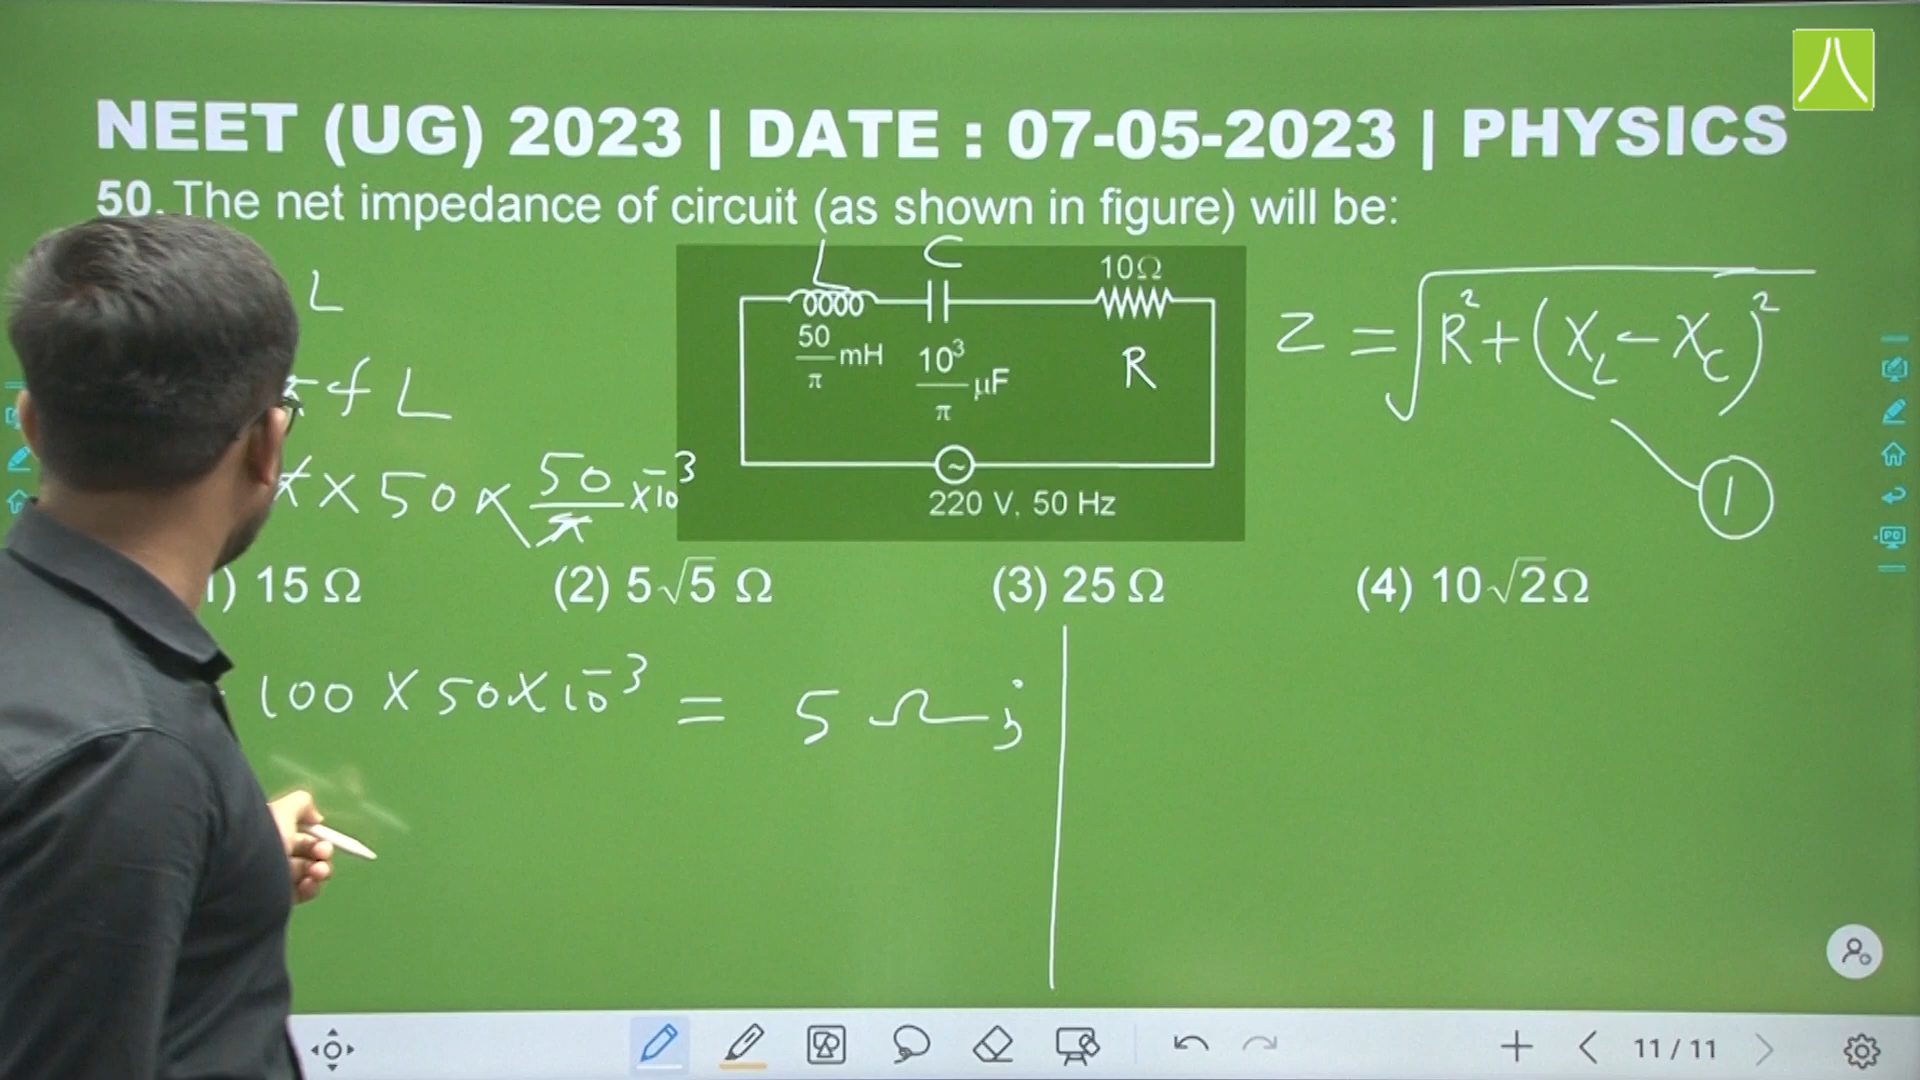 NEET (UG) 2023 | DATE : 07-05-2023 | PHYSICS
50. The net impedance of circuit (as shown in figure) will be:
L
L C
10Ω
50/π mH
10³/π μF
R
220 V, 50 Hz
Z = √(R² + (X_L - X_C)²)
①
f L
× 50 × 50/π × 10⁻³
1) 15 Ω (2) 5√5 Ω (3) 25 Ω (4) 10√2Ω
100 × 50 × 10⁻³ = 5 Ω ;
11 / 11